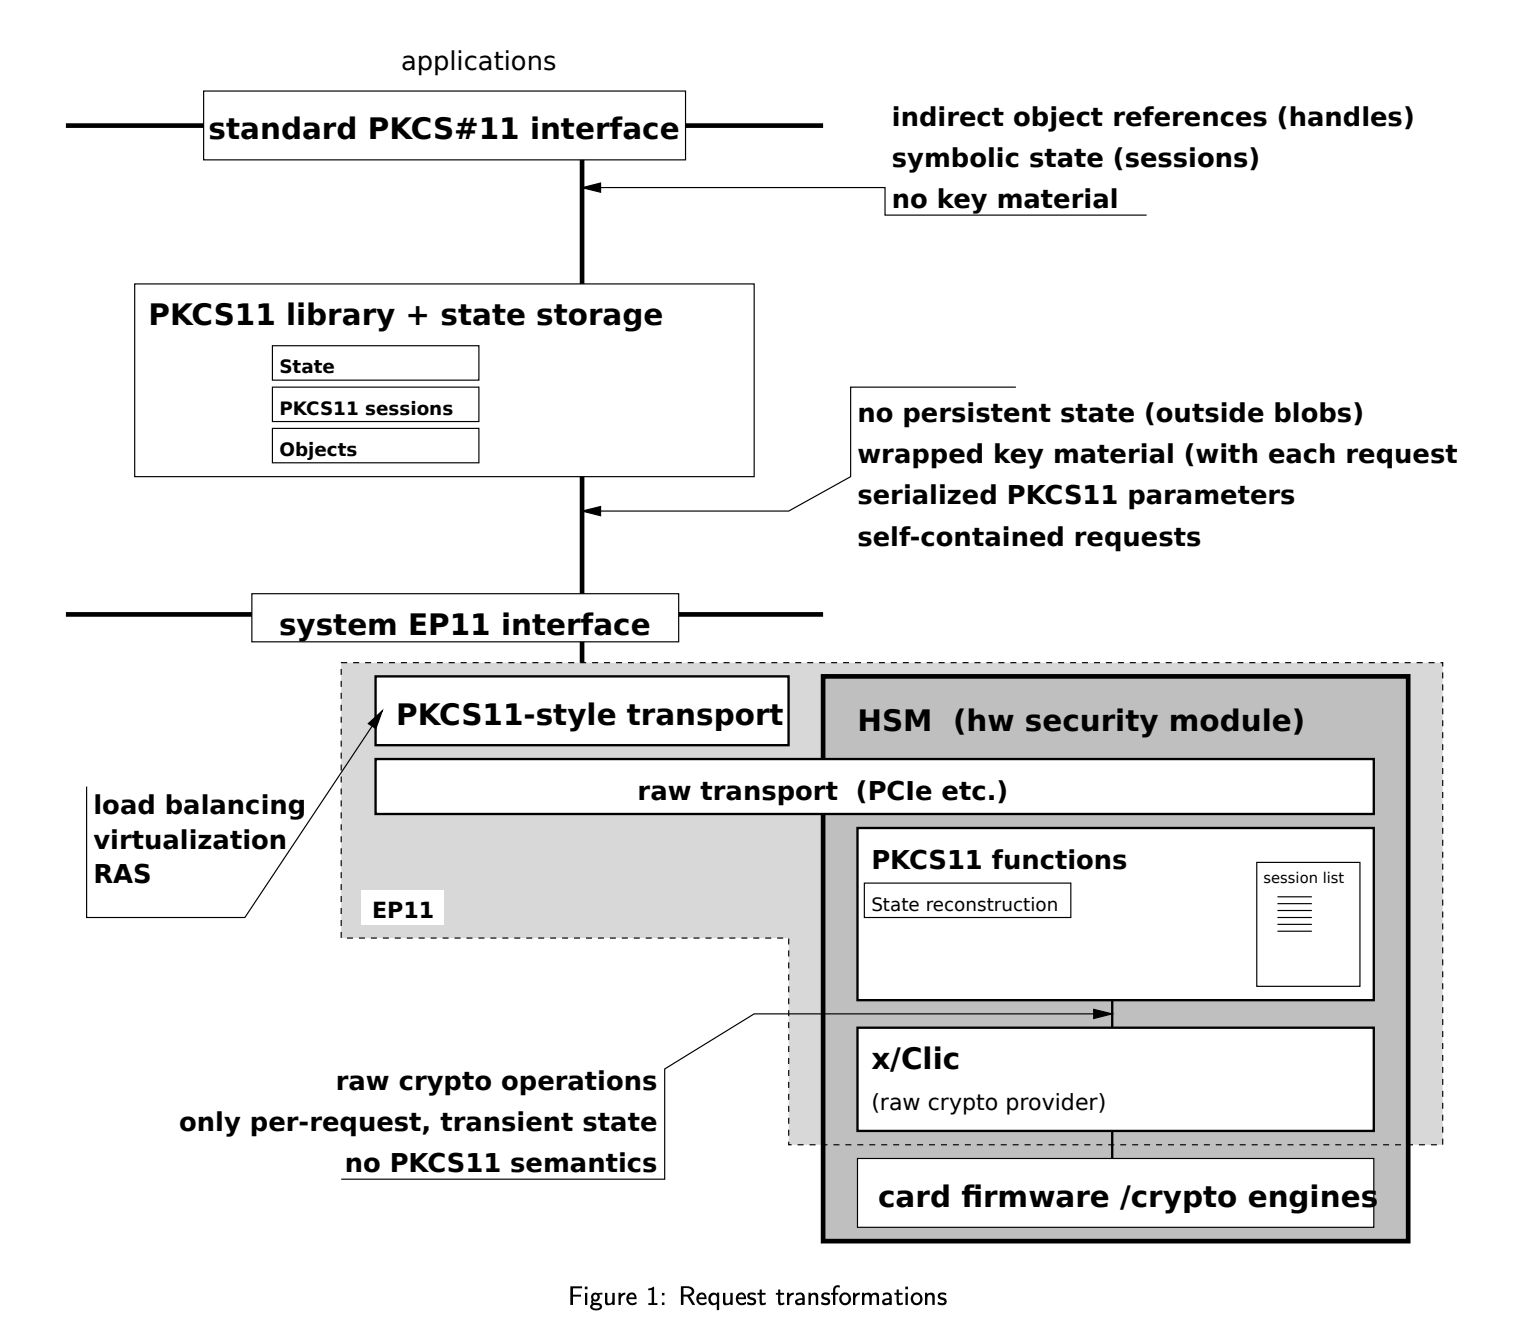 applications
standard PKCS#11 interface
indirect object references (handles)
symbolic state (sessions)
no key material
PKCS11 library + state storage
State
PKCS11 sessions
Objects
no persistent state (outside blobs)
wrapped key material (with each request
serialized PKCS11 parameters
self-contained requests
system EP11 interface
PKCS11-style transport
HSM (hw security module)
raw transport (PCIe etc.)
load balancing
virtualization
RAS
PKCS11 functions
session list
State reconstruction
EP11
x/Clic
(raw crypto provider)
raw crypto operations
only per-request, transient state
no PKCS11 semantics
card firmware /crypto engines
Figure 1: Request transformations